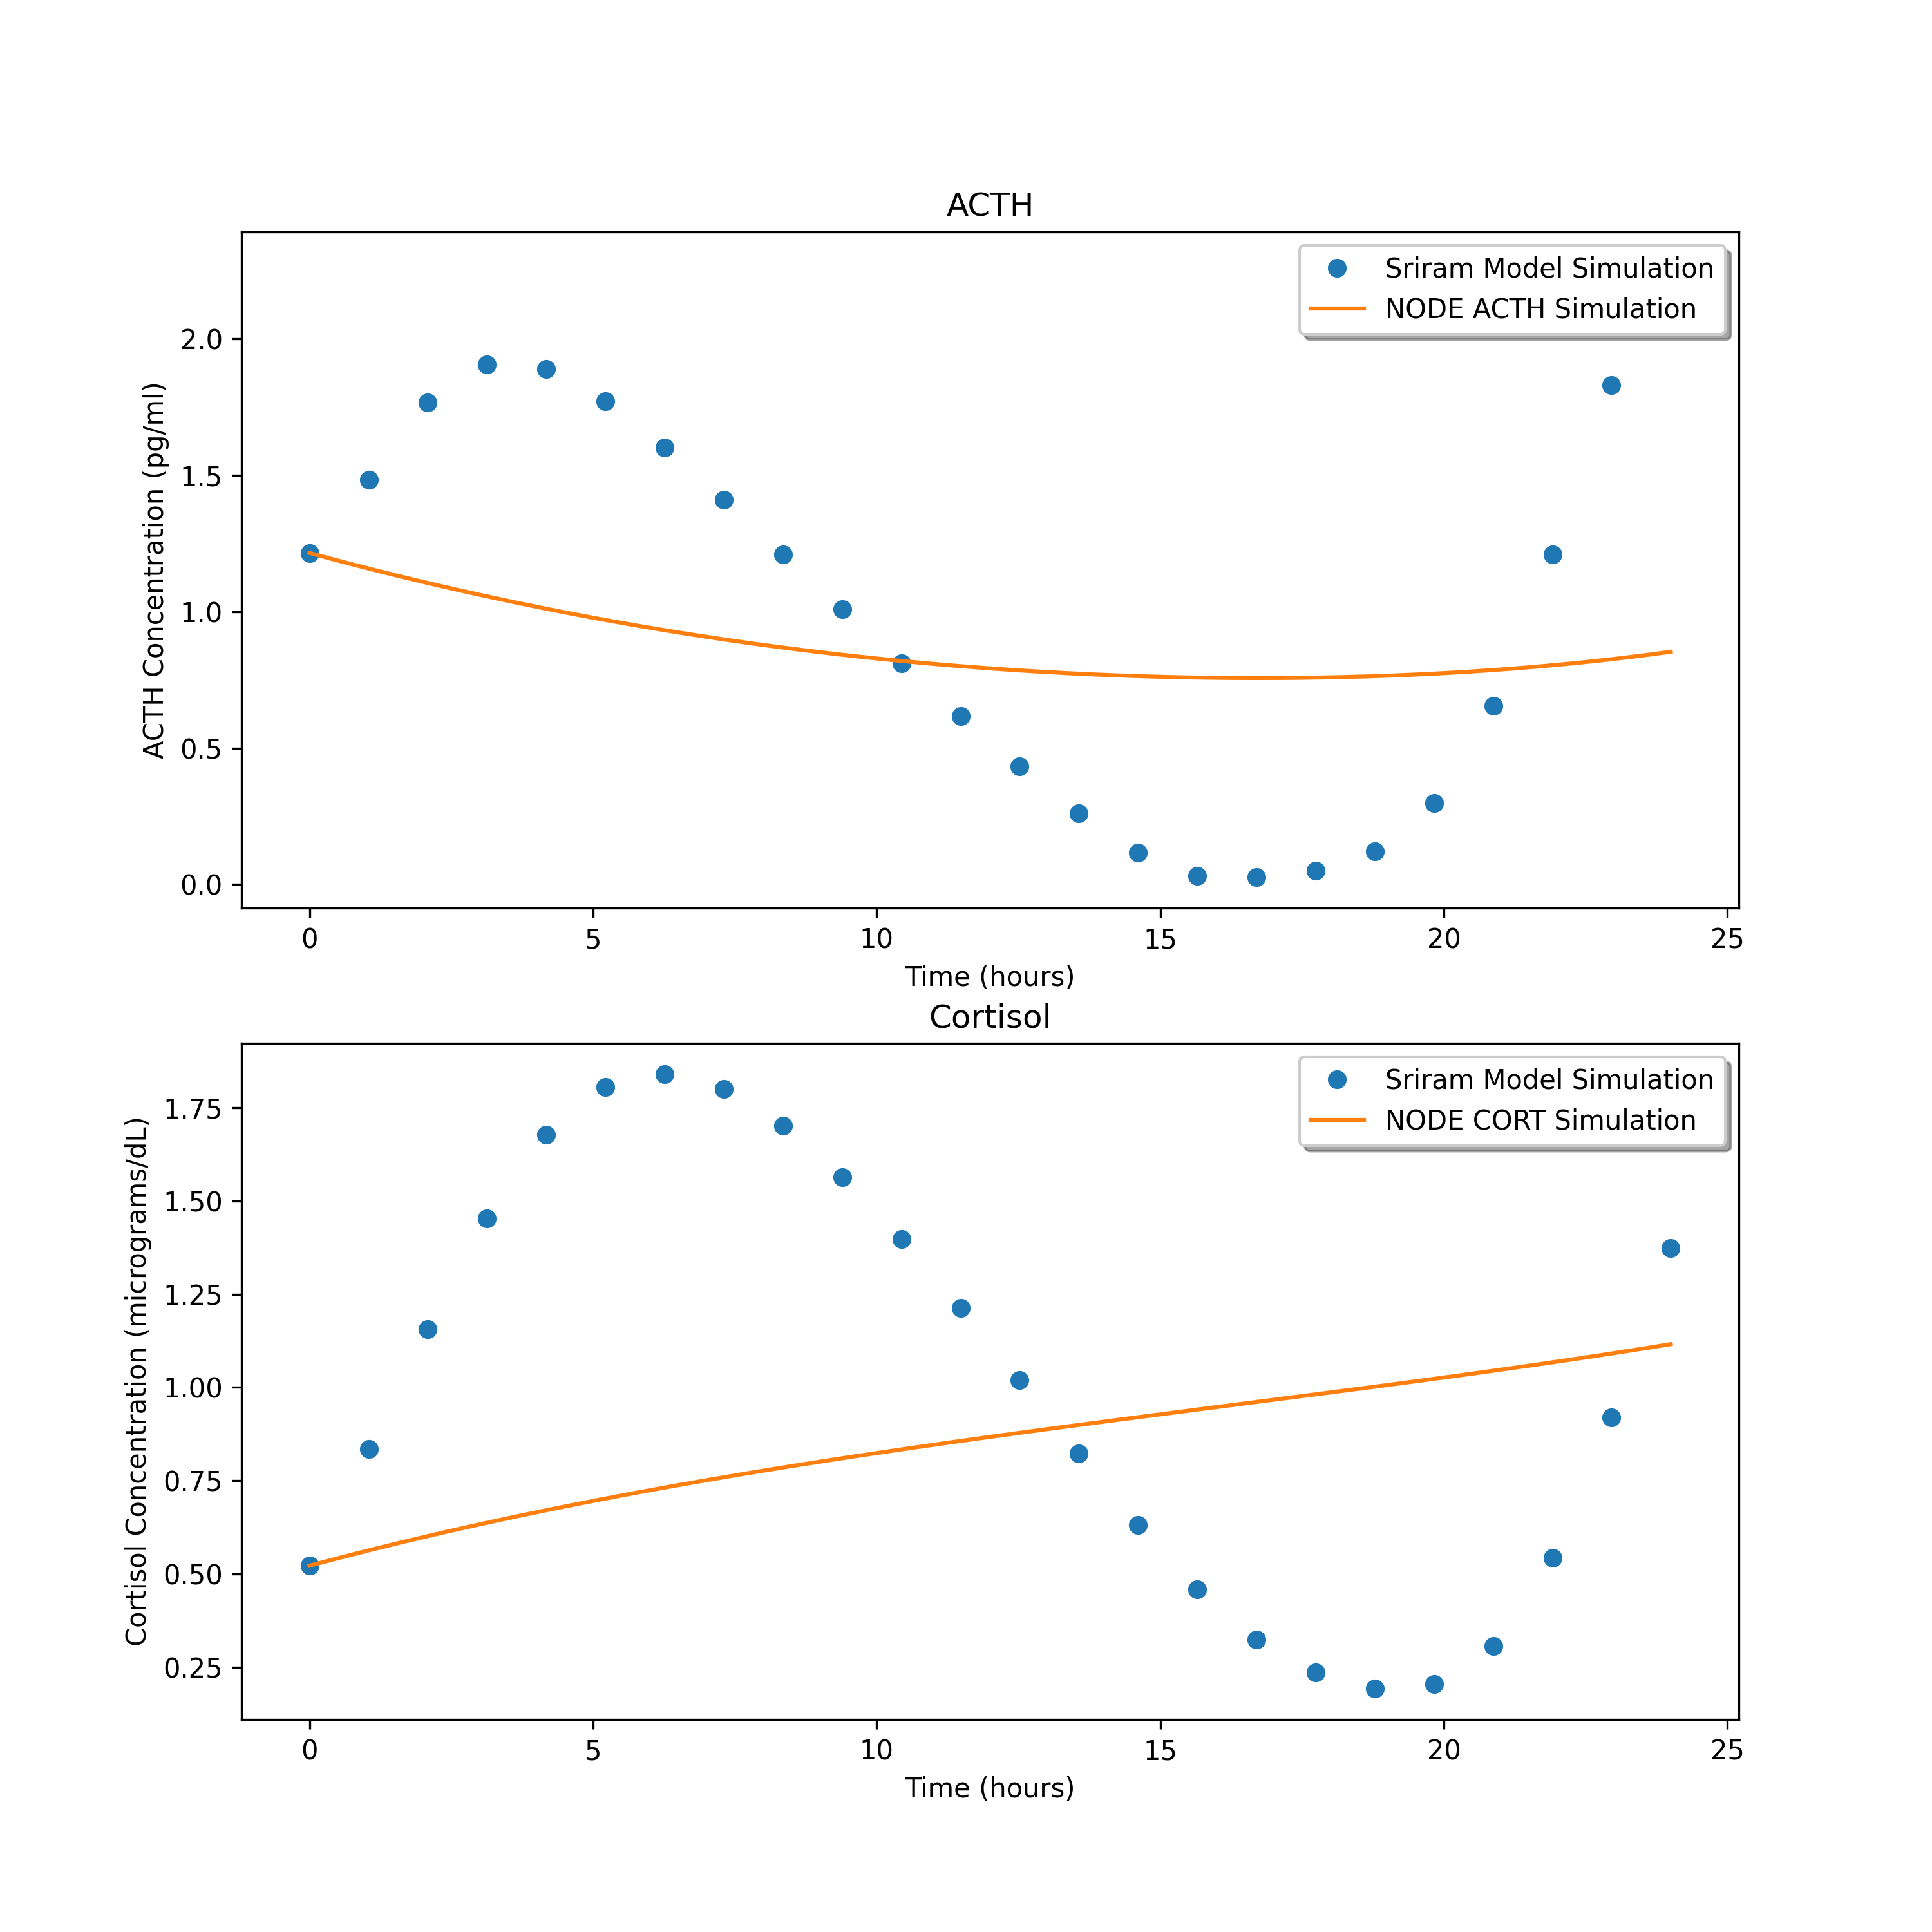 ACTH
Sriram Model Simulation
NODE ACTH Simulation
ACTH Concentration (pg/ml)
2.0
1.5
1.0
0.5
0.0
0 5 10 15 20 25
Time (hours)
Cortisol
Sriram Model Simulation
NODE CORT Simulation
Cortisol Concentration (micrograms/dL)
1.75
1.50
1.25
1.00
0.75
0.50
0.25
0 5 10 15 20 25
Time (hours)